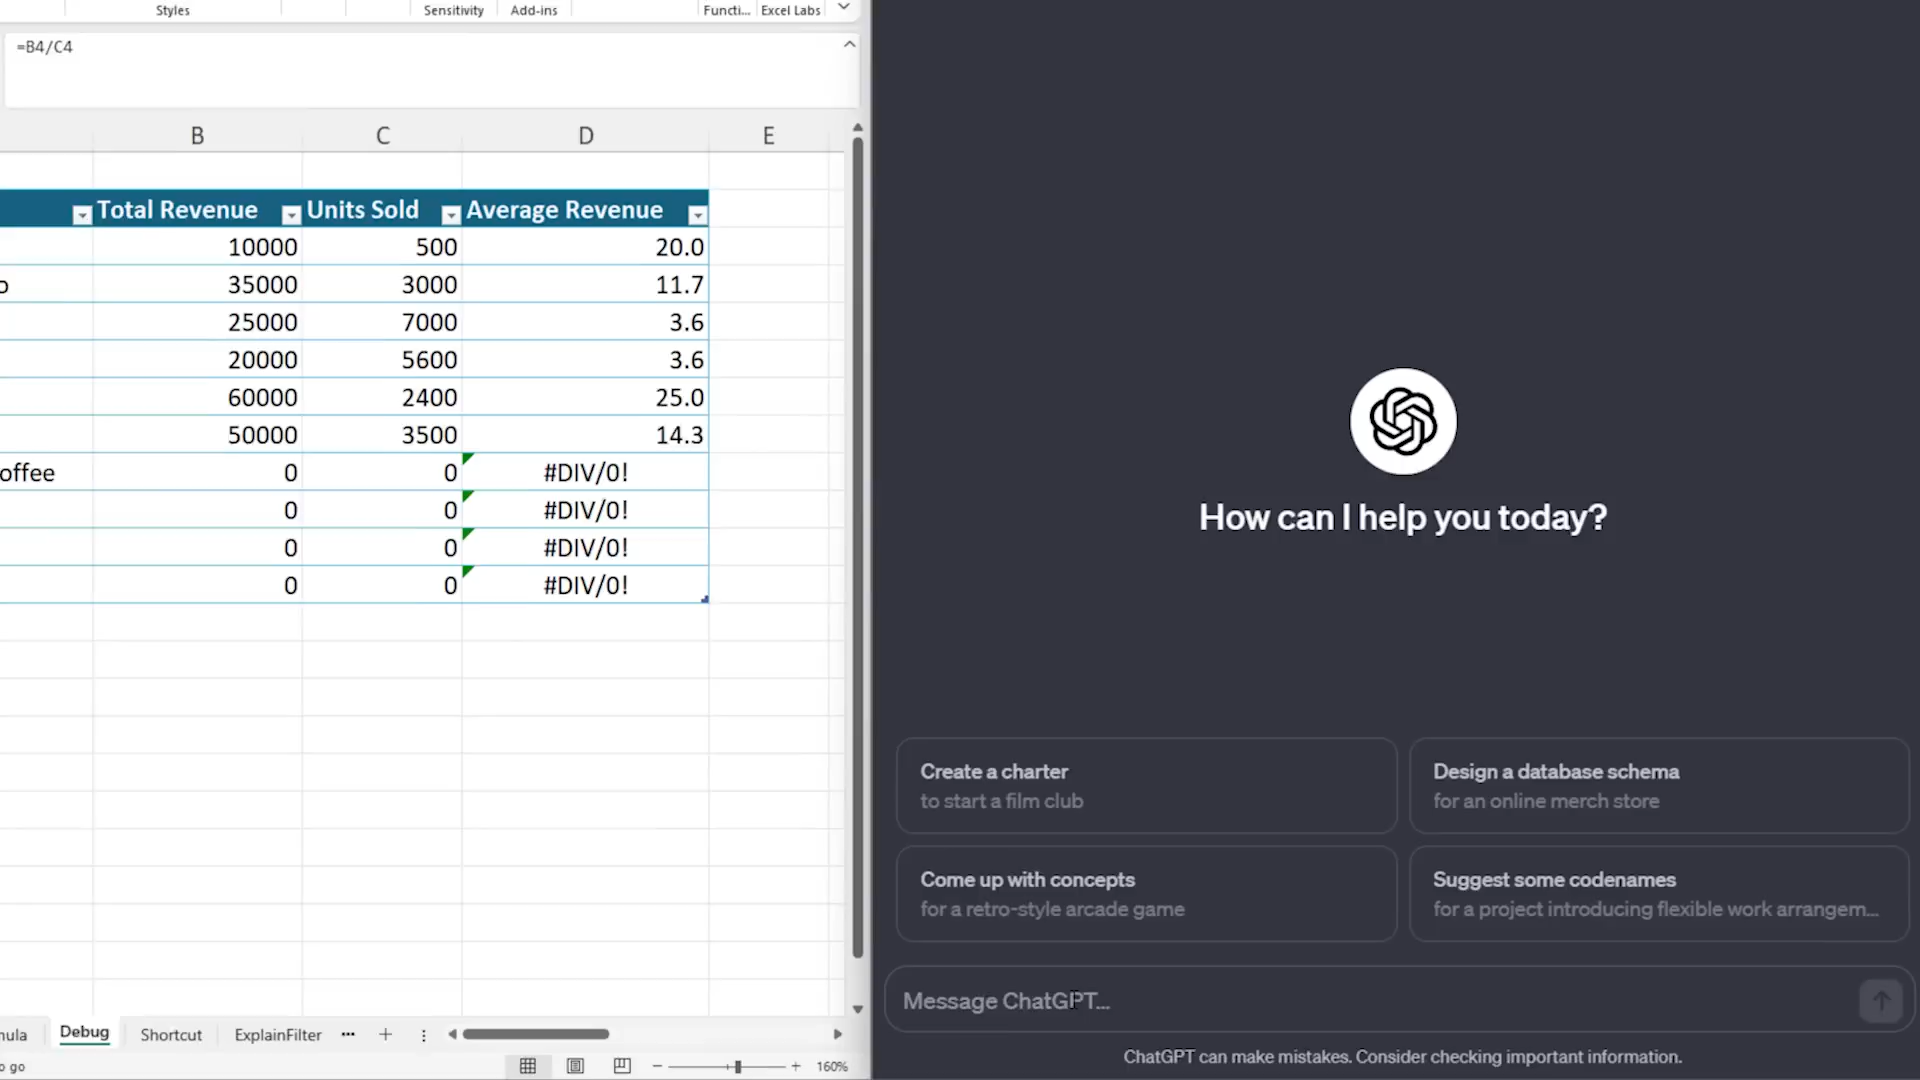 Styles Sensitivity Add-ins Functi... Excel Labs
=B4/C4
B C D E
Total Revenue Units Sold Average Revenue
10000 500 20.0
o 35000 3000 11.7
25000 7000 3.6
20000 5600 3.6
60000 2400 25.0
50000 3500 14.3
offee 0 0 #DIV/0!
0 0 #DIV/0!
0 0 #DIV/0!
0 0 #DIV/0!
mula Debug Shortcut ExplainFilter
o go 160%
How can I help you today?
Create a charter
to start a film club
Design a database schema
for an online merch store
Come up with concepts
for a retro-style arcade game
Suggest some codenames
for a project introducing flexible work arrangem...
Message ChatGPT...
ChatGPT can make mistakes. Consider checking important information.